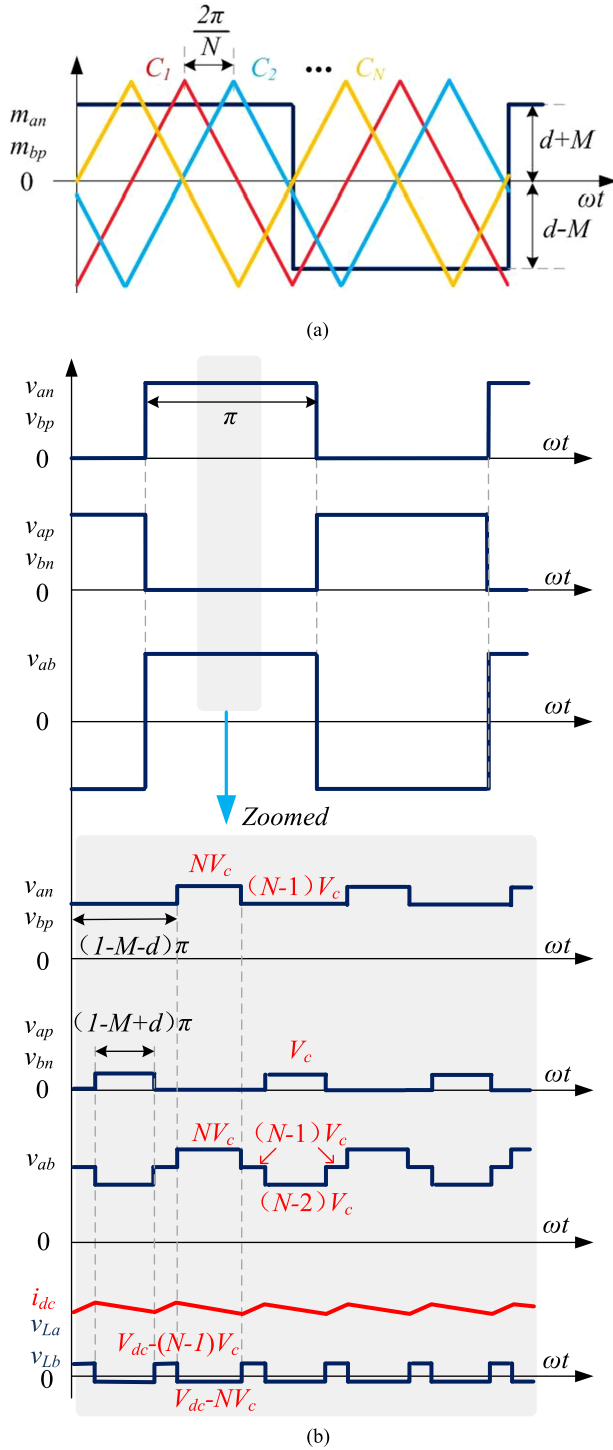 2π
N
C1 C2 ••• CN
man
mbp
0
d+M
ωt
d-M
(a)
van
vbp
π
0
ωt
vap
vbn
ωt
0
vab
0
ωt
Zoomed
NVc
(N-1)Vc
van
vbp
(1-M-d)π
0
ωt
vap
(1-M+d)π
vbn
Vc
0
ωt
NVc
(N-1)Vc
vab
(N-2)Vc
0
ωt
idc
vLa
Vdc-(N-1)Vc
vLb
ωt
0
Vdc-NVc
(b)